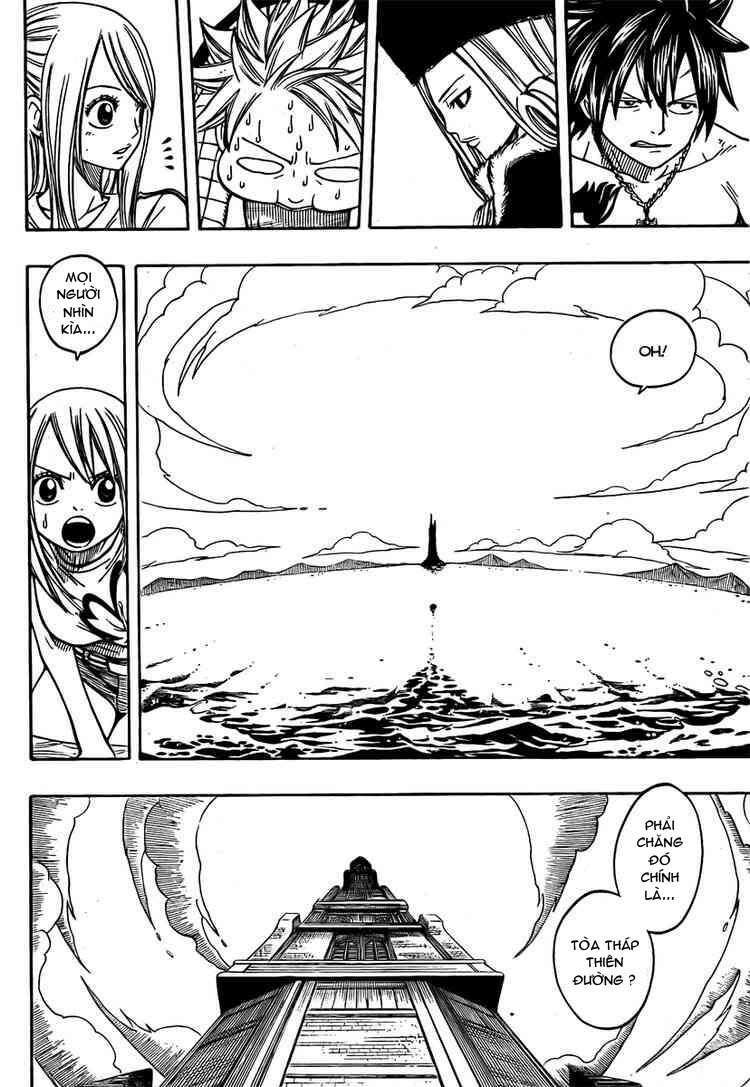 MỌI
NGƯỜI
NHÌN
KÌA...
OH!
PHẢI
CHĂNG
ĐÓ
CHÍNH
LÀ...
TÒA THÁP
THIÊN
ĐƯỜNG ?